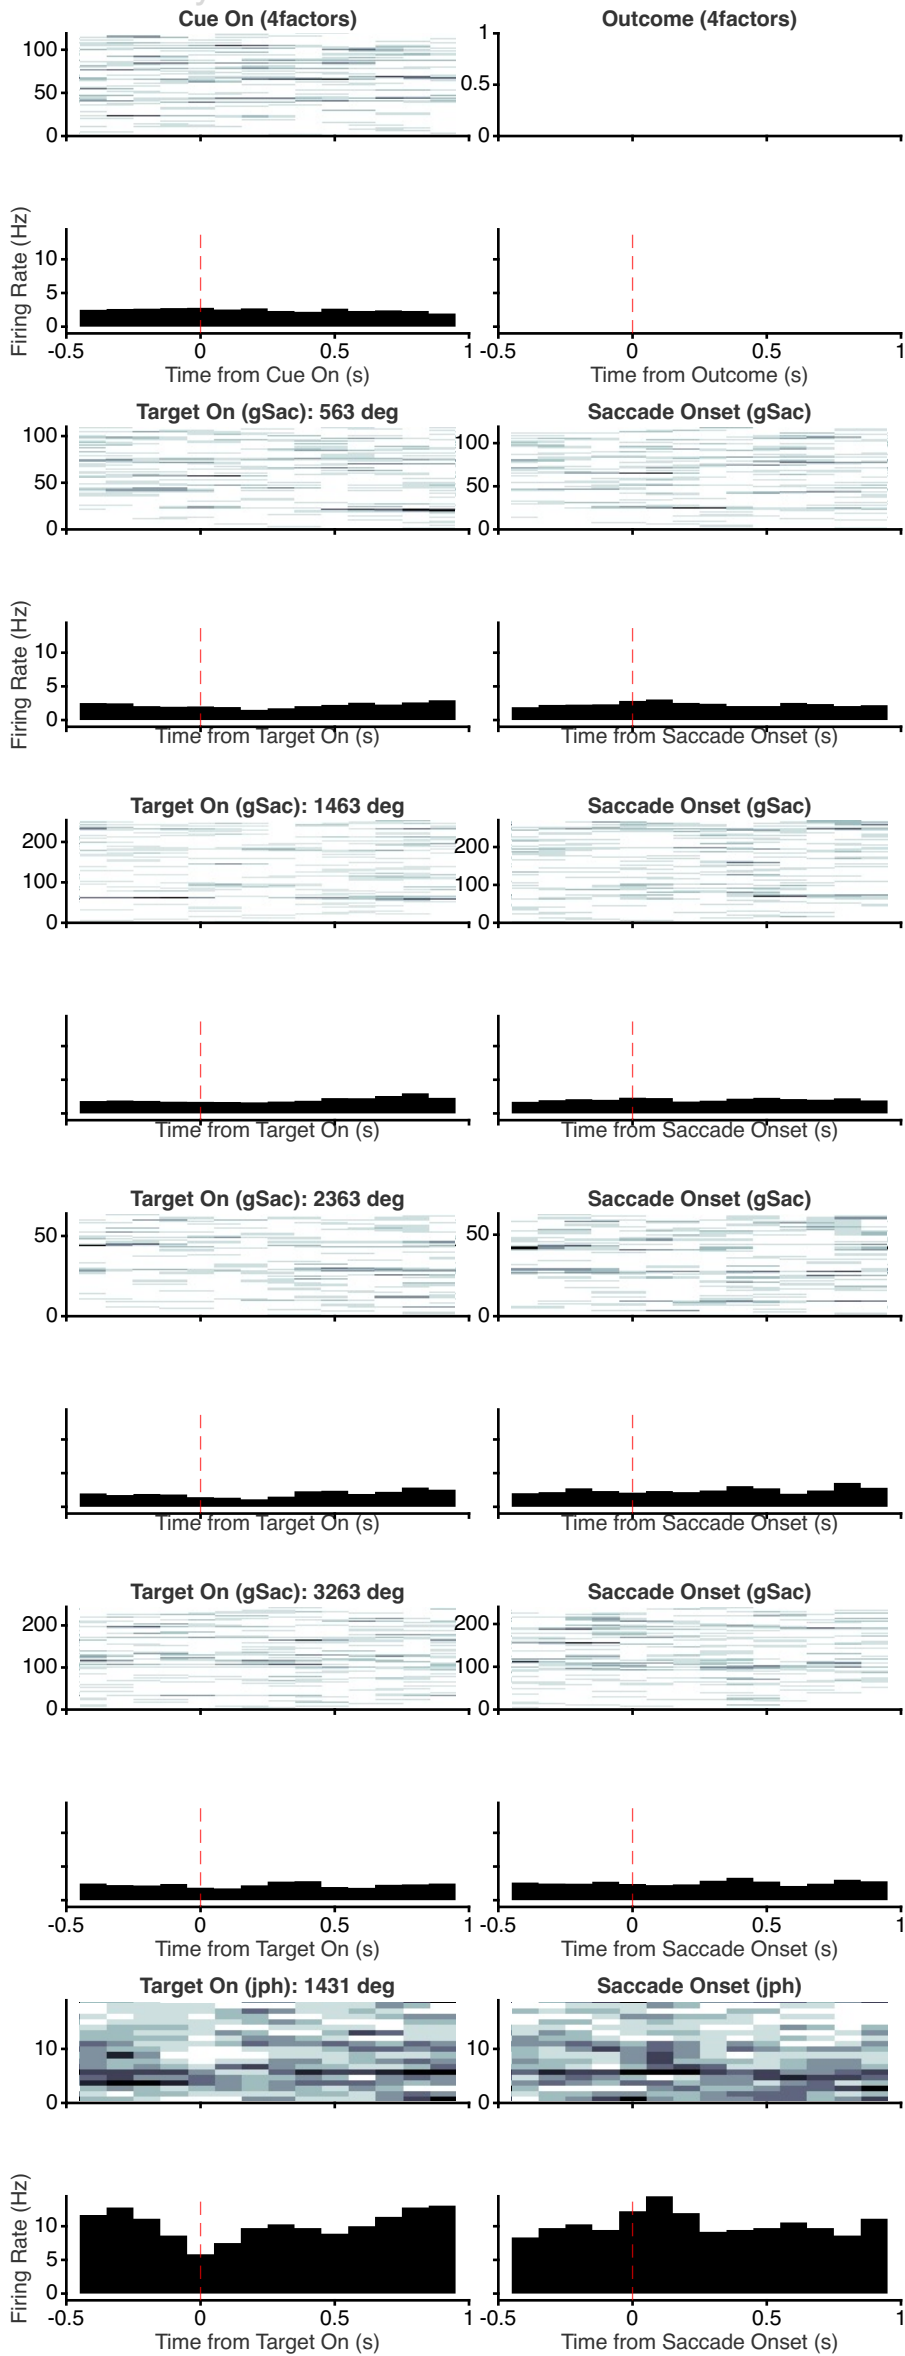 Cue On (4factors) Outcome (4factors)
100
50
0
1
0.5
0
Firing Rate (Hz)
10
5
0
-0.5 0 0.5 1 -0.5 0 0.5 1
Time from Cue On (s) Time from Outcome (s)
Target On (gSac): 563 deg Saccade Onset (gSac)
100
50
0
100
50
0
Firing Rate (Hz)
10
5
0
Time from Target On (s) Time from Saccade Onset (s)
Target On (gSac): 1463 deg Saccade Onset (gSac)
200
100
0
200
100
0
Time from Target On (s) Time from Saccade Onset (s)
Target On (gSac): 2363 deg Saccade Onset (gSac)
50
0
50
0
Time from Target On (s) Time from Saccade Onset (s)
Target On (gSac): 3263 deg Saccade Onset (gSac)
200
100
0
200
100
0
-0.5 0 0.5 1 -0.5 0 0.5 1
Time from Target On (s) Time from Saccade Onset (s)
Target On (jph): 1431 deg Saccade Onset (jph)
10
0
10
0
Firing Rate (Hz)
10
5
0
-0.5 0 0.5 1 -0.5 0 0.5 1
Time from Target On (s) Time from Saccade Onset (s)